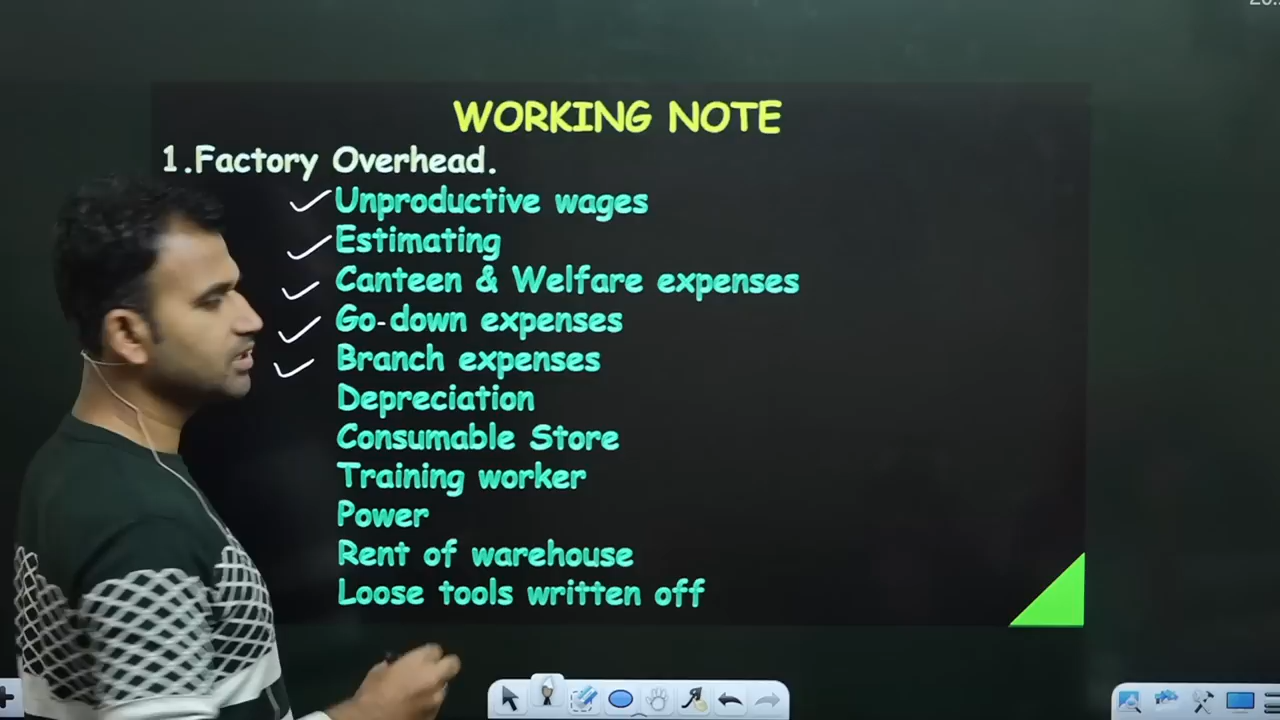 WORKING NOTE
1.Factory Overhead.
Unproductive wages
Estimating
Canteen & Welfare expenses
Go-down expenses
Branch expenses
Depreciation
Consumable Store
Training worker
Power
Rent of warehouse
Loose tools written off